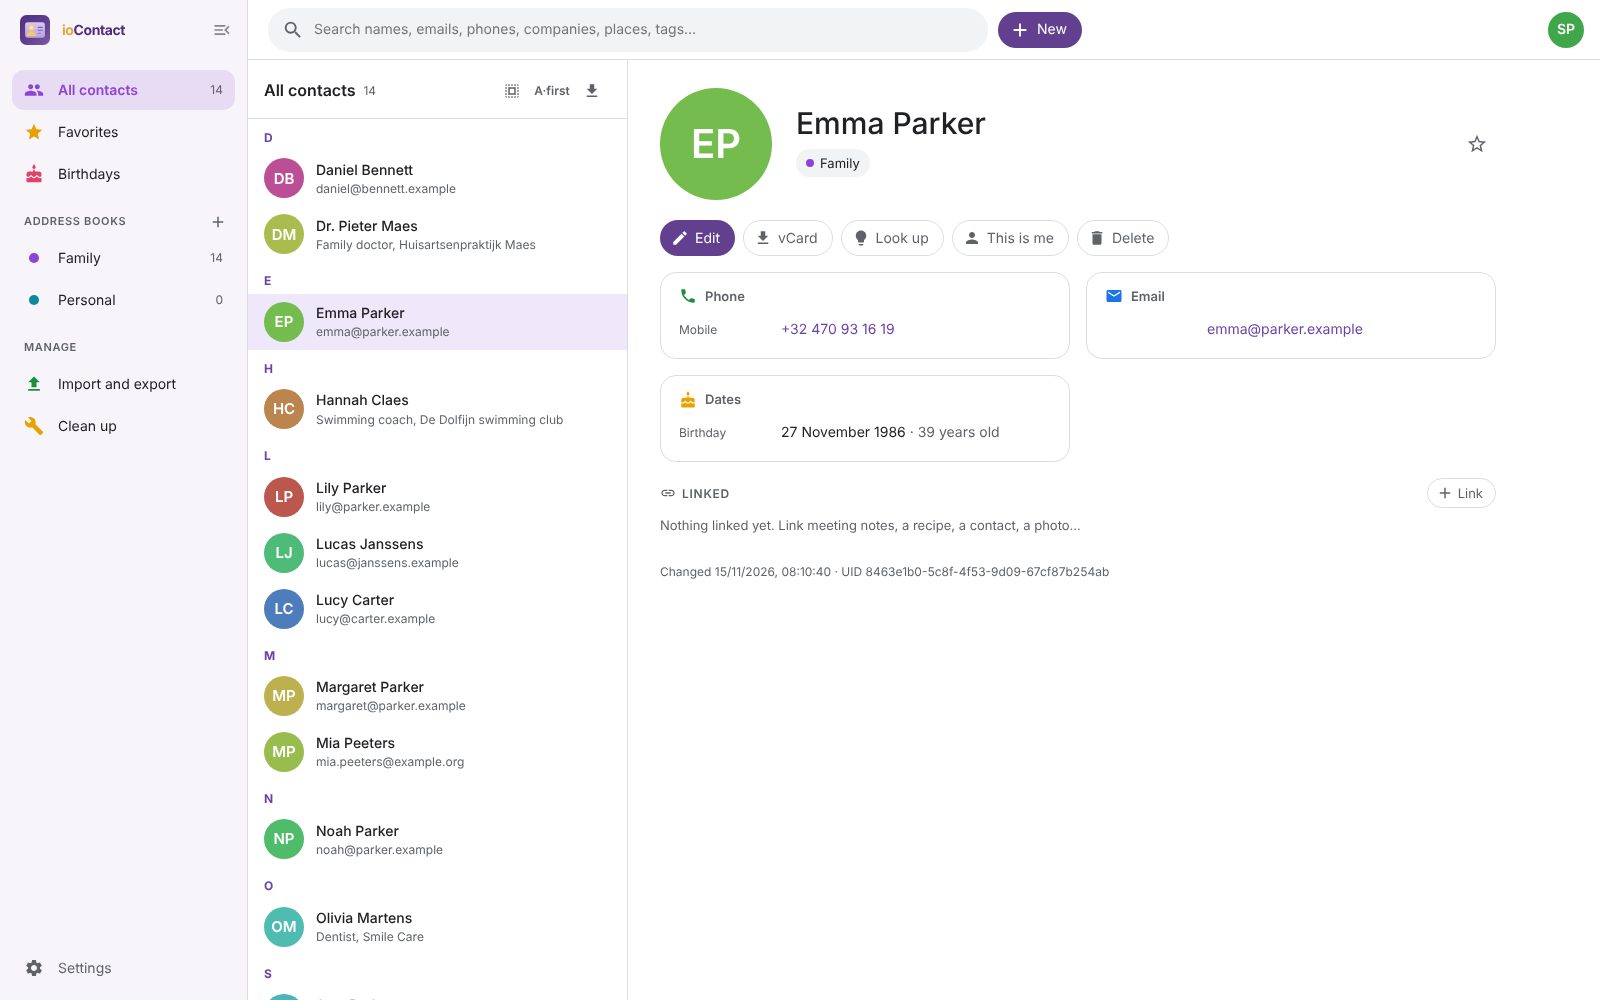 ioContact
Search names, emails, phones, companies, places, tags...
New
SP
All contacts 14
Favorites
Birthdays
ADDRESS BOOKS
Family 14
Personal 0
MANAGE
Import and export
Clean up
Settings
All contacts 14
A-first
D
DB
Daniel Bennett
daniel@bennett.example
DM
Dr. Pieter Maes
Family doctor, Huisartsenpraktijk Maes
E
EP
Emma Parker
emma@parker.example
H
HC
Hannah Claes
Swimming coach, De Dolfijn swimming club
L
LP
Lily Parker
lily@parker.example
LJ
Lucas Janssens
lucas@janssens.example
LC
Lucy Carter
lucy@carter.example
M
MP
Margaret Parker
margaret@parker.example
MP
Mia Peeters
mia.peeters@example.org
N
NP
Noah Parker
noah@parker.example
O
OM
Olivia Martens
Dentist, Smile Care
S
EP
Emma Parker
Family
Edit
vCard
Look up
This is me
Delete
Phone
Mobile +32 470 93 16 19
Email
emma@parker.example
Dates
Birthday 27 November 1986 · 39 years old
LINKED
Link
Nothing linked yet. Link meeting notes, a recipe, a contact, a photo...
Changed 15/11/2026, 08:10:40 · UID 8463e1b0-5c8f-4f53-9d09-67cf87b254ab